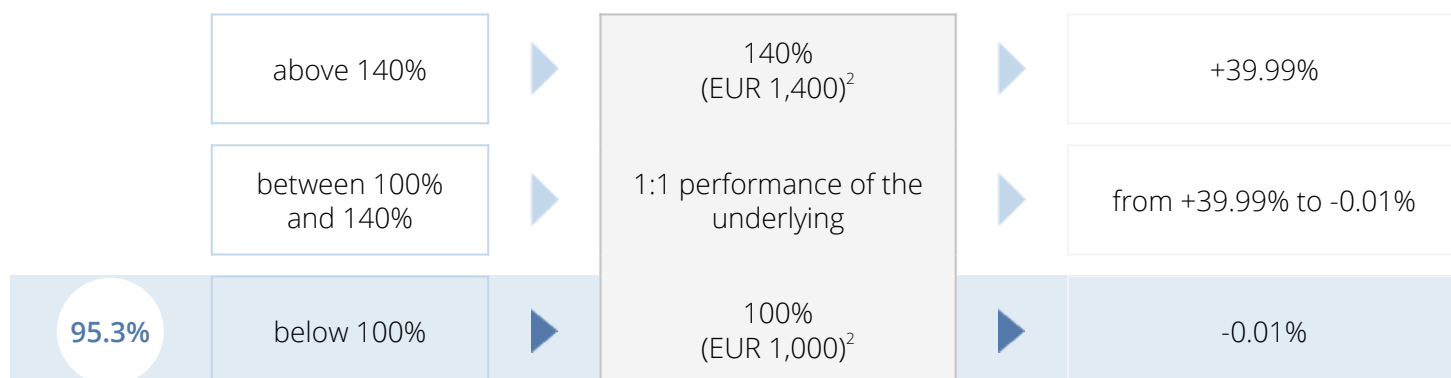 above 140%
140%
(EUR 1,400)²
+39.99%
between 100%
and 140%
1:1 performance of the
underlying
from +39.99% to -0.01%
95.3%
below 100%
100%
(EUR 1,000)²
-0.01%